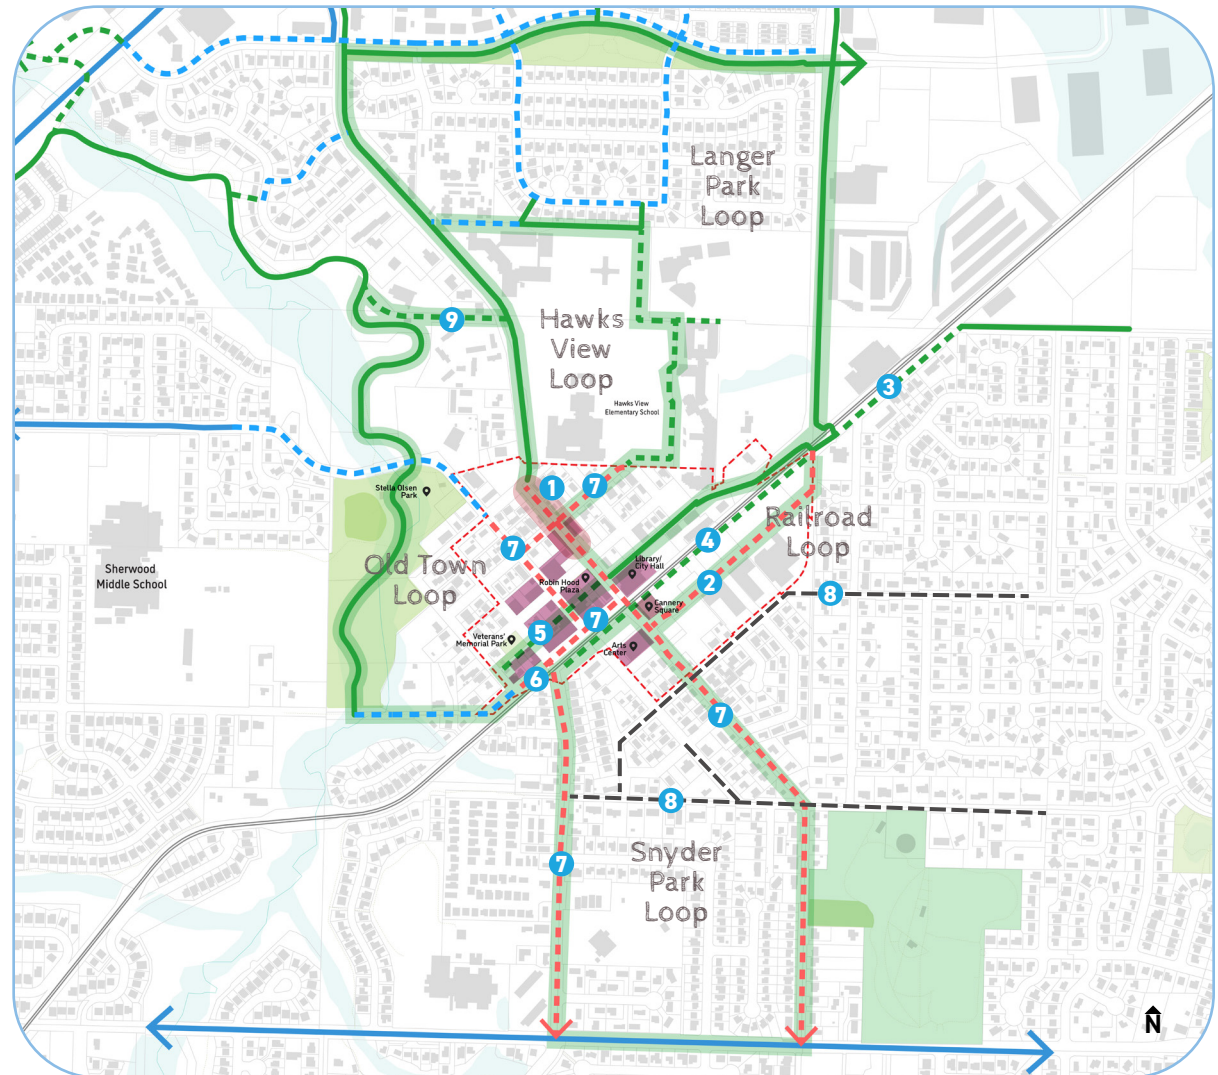 Langer
Park
Loop
Hawks
View
Loop
9
3
Hawks View
Elementary School
Stella Olsen
Park
1
7
4
Railroad
Loop
7
Old Town
Loop
Library/
City Hall
Sherwood
Middle School
Robin Hood
Plaza
2
8
Cannery
Square
7
5
Veterans'
Memorial Park
Arts
Center
6
7
8
Snyder
Park
Loop
7
N